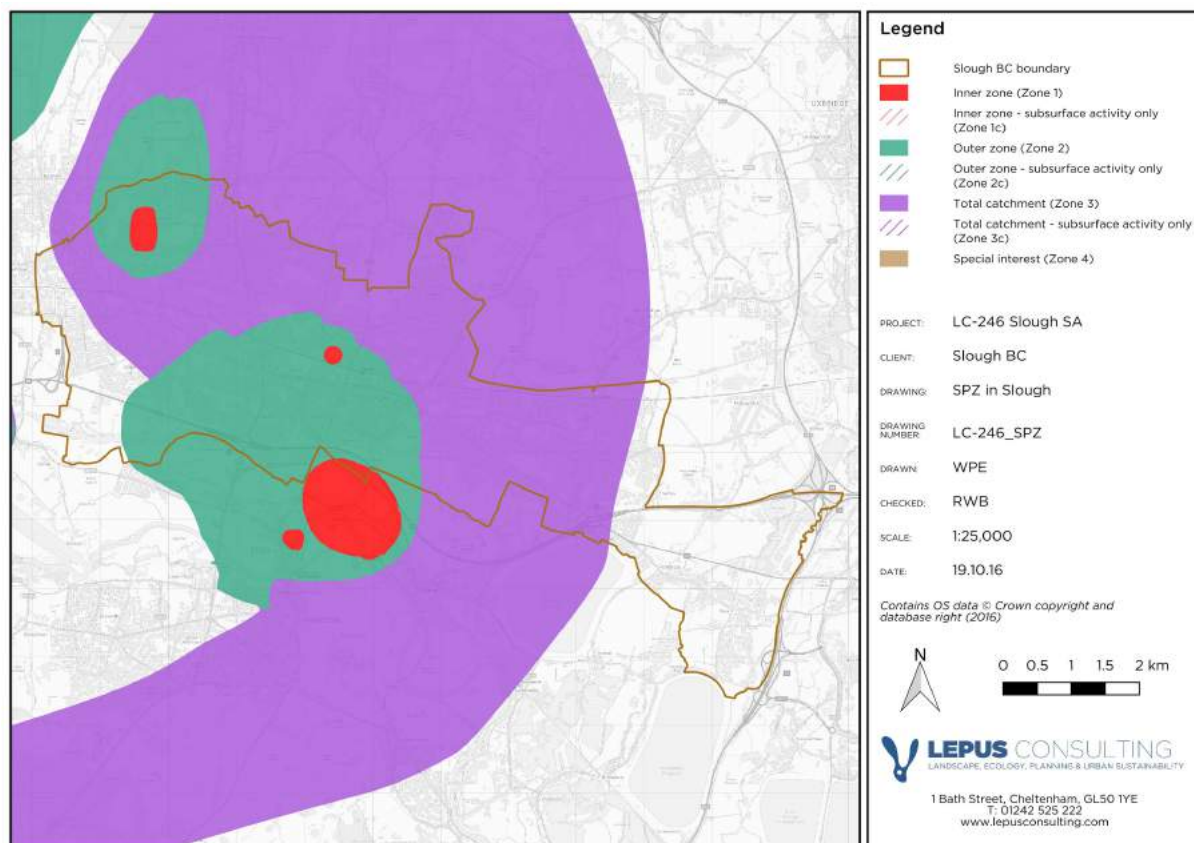 UXBRIDGE
Legend
Slough BC boundary
Inner zone (Zone 1)
Inner zone - subsurface activity only
(Zone 1c)
Outer zone (Zone 2)
Outer zone - subsurface activity only
(Zone 2c)
Total catchment (Zone 3)
Total catchment - subsurface activity only
(Zone 3c)
Special interest (Zone 4)
PROJECT: LC-246 Slough SA
CLIENT: Slough BC
DRAWING: SPZ in Slough
DRAWING
NUMBER: LC-246_SPZ
DRAWN: WPE
CHECKED: RWB
SCALE: 1:25,000
DATE: 19.10.16
Contains OS data © Crown copyright and
database right (2016)
N
0 0.5 1 1.5 2 km
LEPUS CONSULTING
LANDSCAPE, ECOLOGY, PLANNING & URBAN SUSTAINABILITY
1 Bath Street, Cheltenham, GL50 1YE
T: 01242 525 222
www.lepusconsulting.com